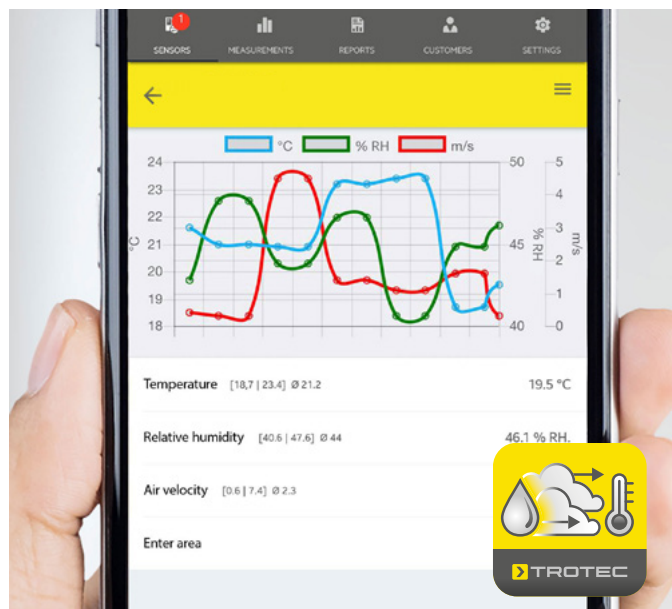 1
SENSORS MEASUREMENTS REPORTS CUSTOMERS SETTINGS
°C % RH m/s
24 50 5
23 4
22
21 45 3
20 2
19 1
18 40 0
°C % RH m/s
Temperature [18,7 | 23.4] Ø 21.2 19.5 °C
Relative humidity [40.6 | 47.6] Ø 44 46.1 % RH.
Air velocity [0.6 | 7.4] Ø 2.3
Enter area
TROTEC